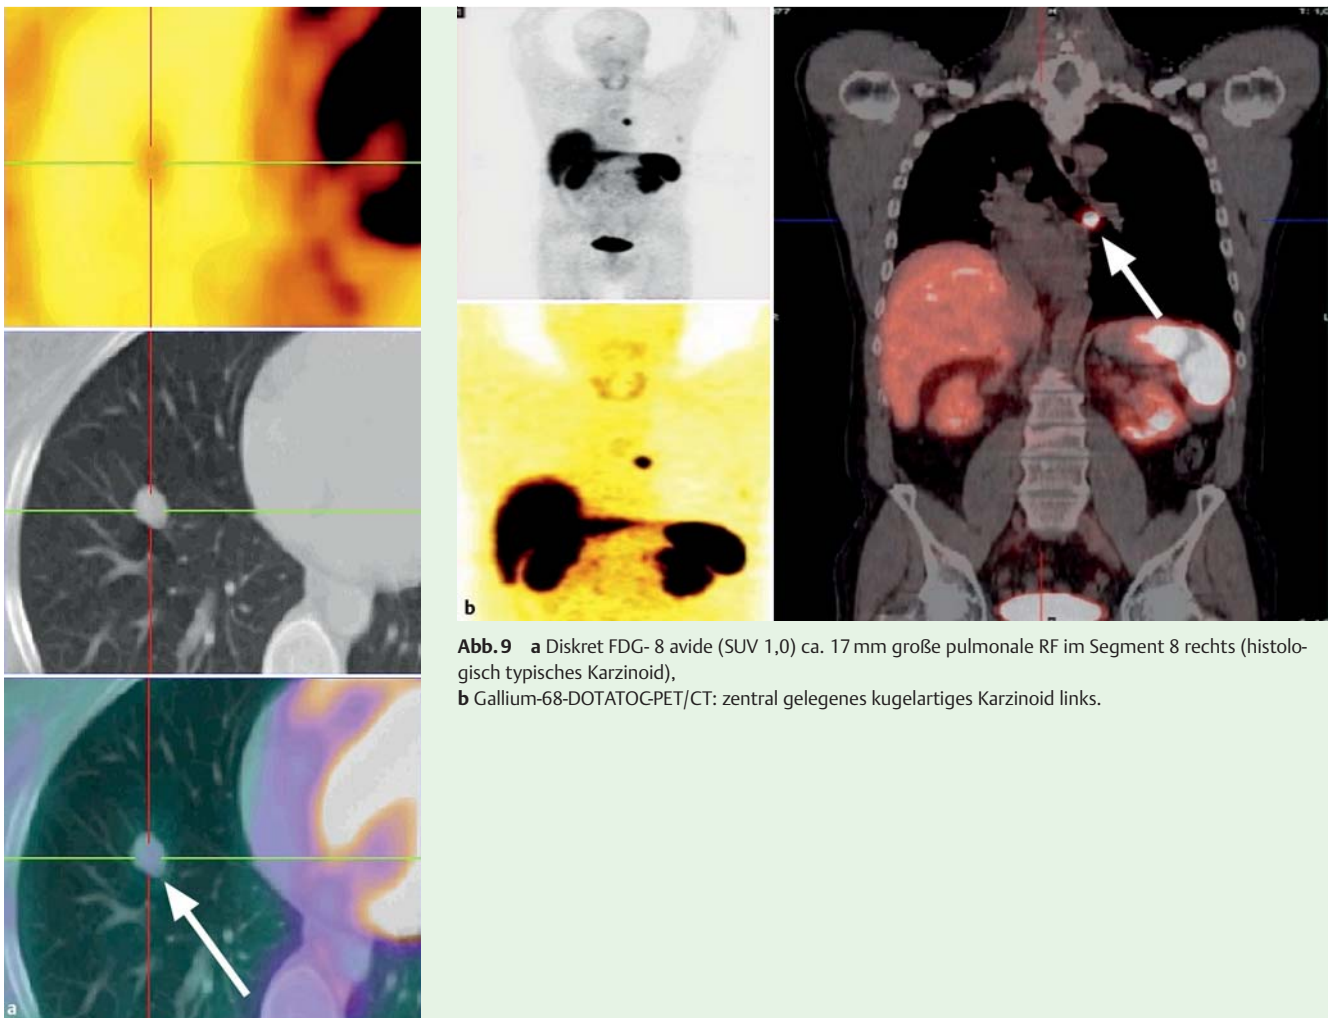 a
b
Abb. 9 a Diskret FDG- 8 avide (SUV 1,0) ca. 17 mm große pulmonale RF im Segment 8 rechts (histolo-
gisch typisches Karzinoid),
b Gallium-68-DOTATOC-PET/CT: zentral gelegenes kugelartiges Karzinoid links.